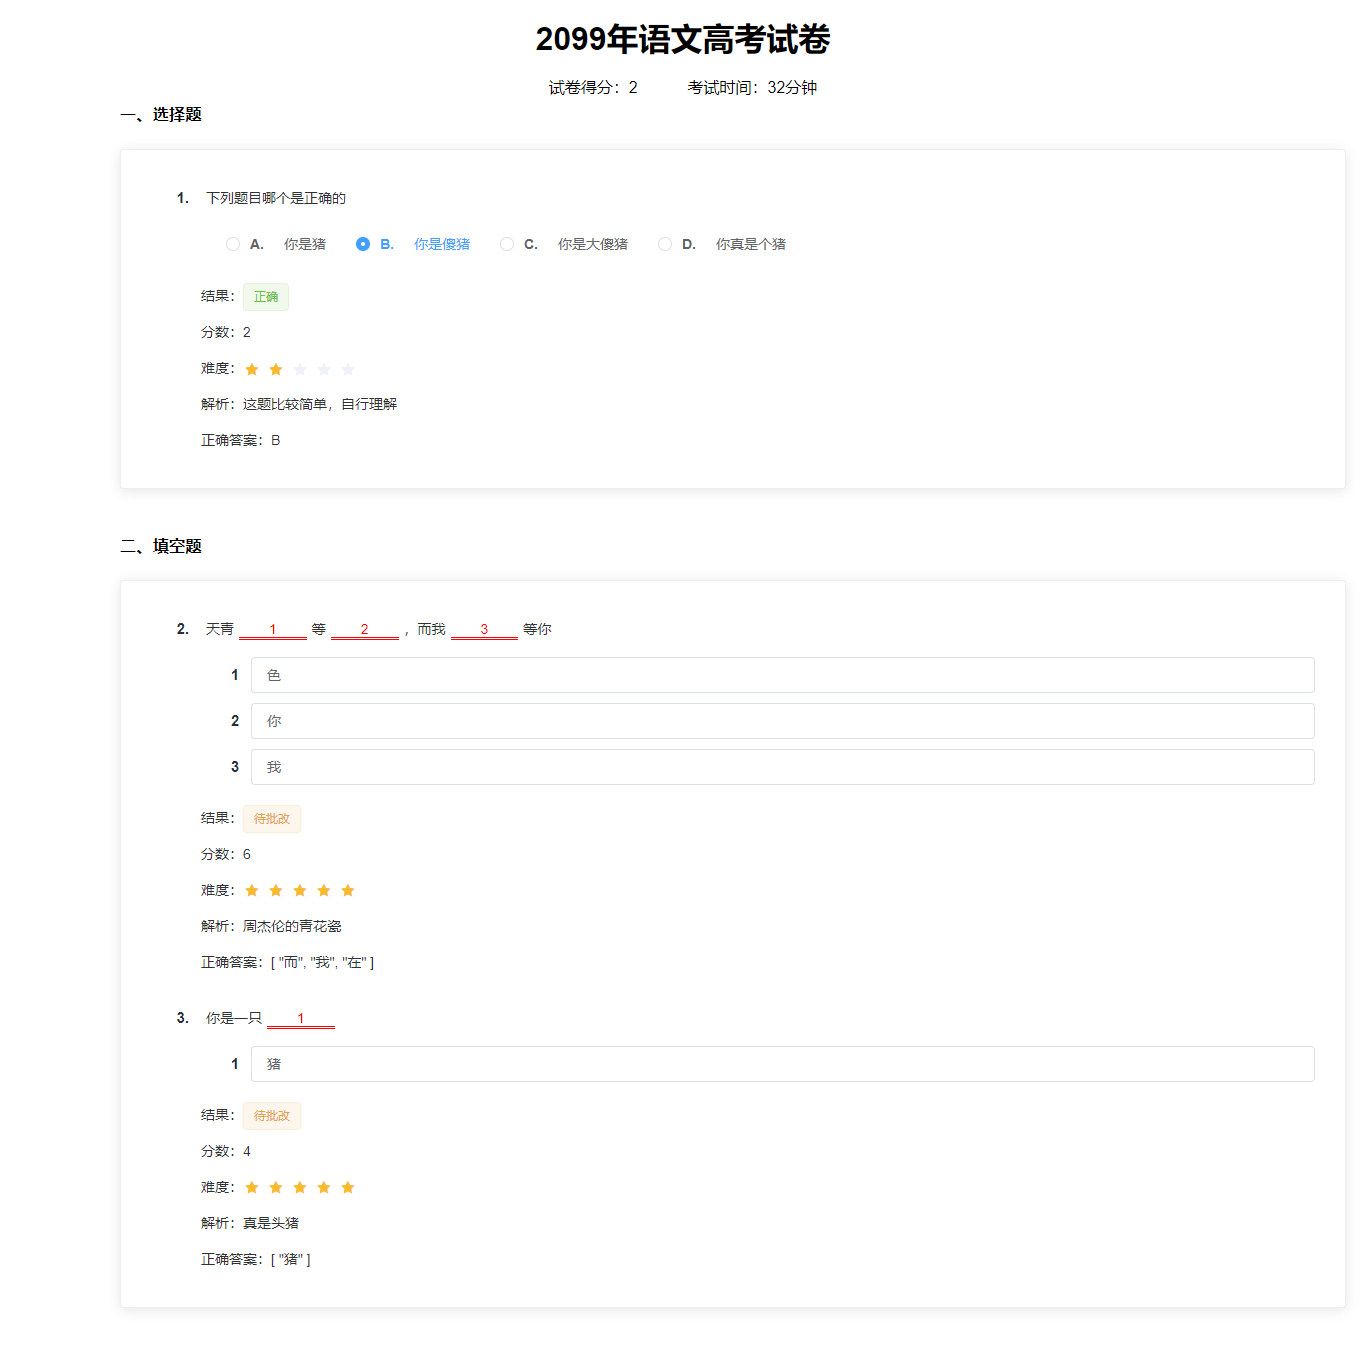 2099年语文高考试卷
试卷得分：2 考试时间：32分钟
一、选择题
1. 下列题目哪个是正确的
A. 你是猪 B. 你是傻猪 C. 你是大傻猪 D. 你真是个猪
结果：正确
分数：2
难度：
解析：这题比较简单，自行理解
正确答案：B
二、填空题
2. 天青 1 等 2 ，而我 3 等你
1 色
2 你
3 我
结果：待批改
分数：6
难度：
解析：周杰伦的青花瓷
正确答案：[ "而", "我", "在" ]
3. 你是一只 1
1 猪
结果：待批改
分数：4
难度：
解析：真是头猪
正确答案：[ "猪" ]